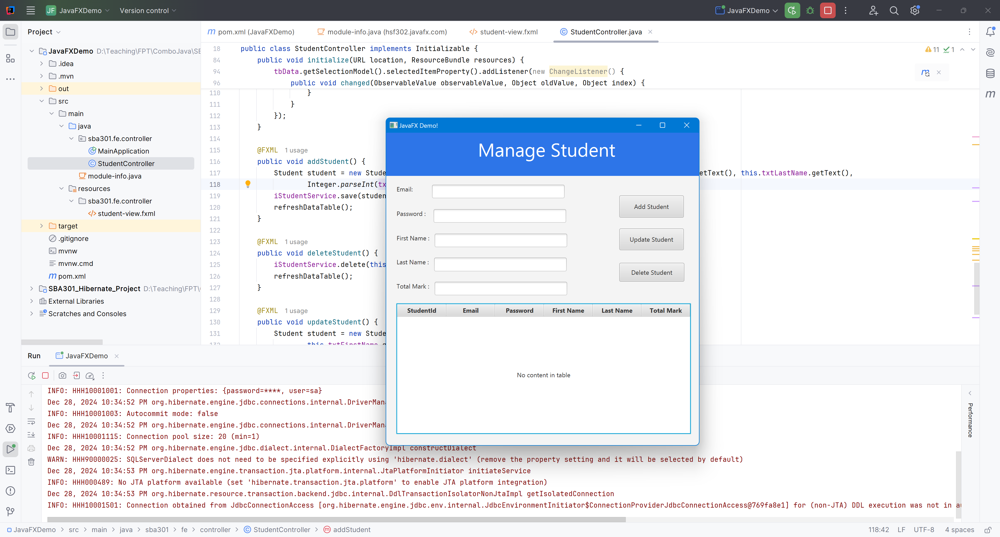 JF JavaFXDemo Version control JavaFXDemo
Project
JavaFXDemo D:\Teaching\FPT\ComboJava\SE
.idea
.mvn
out
src
main
java
sba301.fe.controller
MainApplication
StudentController
module-info.java
resources
sba301.fe.controller
student-view.fxml
target
.gitignore
mvnw
mvnw.cmd
pom.xml
SBA301_Hibernate_Project D:\Teaching\FPT\
External Libraries
Scratches and Consoles
pom.xml (JavaFXDemo) module-info.java (hsf302.javafx.com) student-view.fxml StudentController.java
11 1
18 public class StudentController implements Initializable {
84 public void initialize(URL location, ResourceBundle resources) {
94 tbData.getSelectionModel().selectedItemProperty().addListener(new ChangeListener() {
96 public void changed(ObservableValue observableValue, Object oldValue, Object index) {
110 }
111 }
112 });
113 }
114
115 @FXML 1 usage
116 public void addStudent() {
117 Student student = new Stude etText(), this.txtLastName.getText(),
118 Integer.parseInt(tx
119 iStudentService.save(studen
120 refreshDataTable();
121 }
122
123 @FXML 1 usage
124 public void deleteStudent() {
125 iStudentService.delete(this
126 refreshDataTable();
127 }
128
129 @FXML 1 usage
130 public void updateStudent() {
131 Student student = new Stude
132 this.txtFirstName.g
JavaFX Demo!
Manage Student
Email:
Password :
First Name :
Last Name :
Total Mark :
Add Student
Update Student
Delete Student
StudentId Email Password First Name Last Name Total Mark
No content in table
Run JavaFXDemo
INFO: HHH10001001: Connection properties: {password=****, user=sa}
Dec 28, 2024 10:34:52 PM org.hibernate.engine.jdbc.connections.internal.DriverMana
INFO: HHH10001003: Autocommit mode: false
Dec 28, 2024 10:34:52 PM org.hibernate.engine.jdbc.connections.internal.DriverMana
INFO: HHH10001115: Connection pool size: 20 (min=1)
Dec 28, 2024 10:34:52 PM org.hibernate.engine.jdbc.dialect.internal.DialectFactoryImpl constructDialect
WARN: HHH90000025: SQLServerDialect does not need to be specified explicitly using 'hibernate.dialect' (remove the property setting and it will be selected by default)
Dec 28, 2024 10:34:53 PM org.hibernate.engine.transaction.jta.platform.internal.JtaPlatformInitiator initiateService
INFO: HHH000489: No JTA platform available (set 'hibernate.transaction.jta.platform' to enable JTA platform integration)
Dec 28, 2024 10:34:53 PM org.hibernate.resource.transaction.backend.jdbc.internal.DdlTransactionIsolatorNonJtaImpl getIsolatedConnection
INFO: HHH10001501: Connection obtained from JdbcConnectionAccess [org.hibernate.engine.jdbc.env.internal.JdbcEnvironmentInitiator$ConnectionProviderJdbcConnectionAccess@769fa8e1] for (non-JTA) DDL execution was not in au
Performance
JavaFXDemo > src > main > java > sba301 > fe > controller > StudentController > addStudent
118:42 LF UTF-8 4 spaces